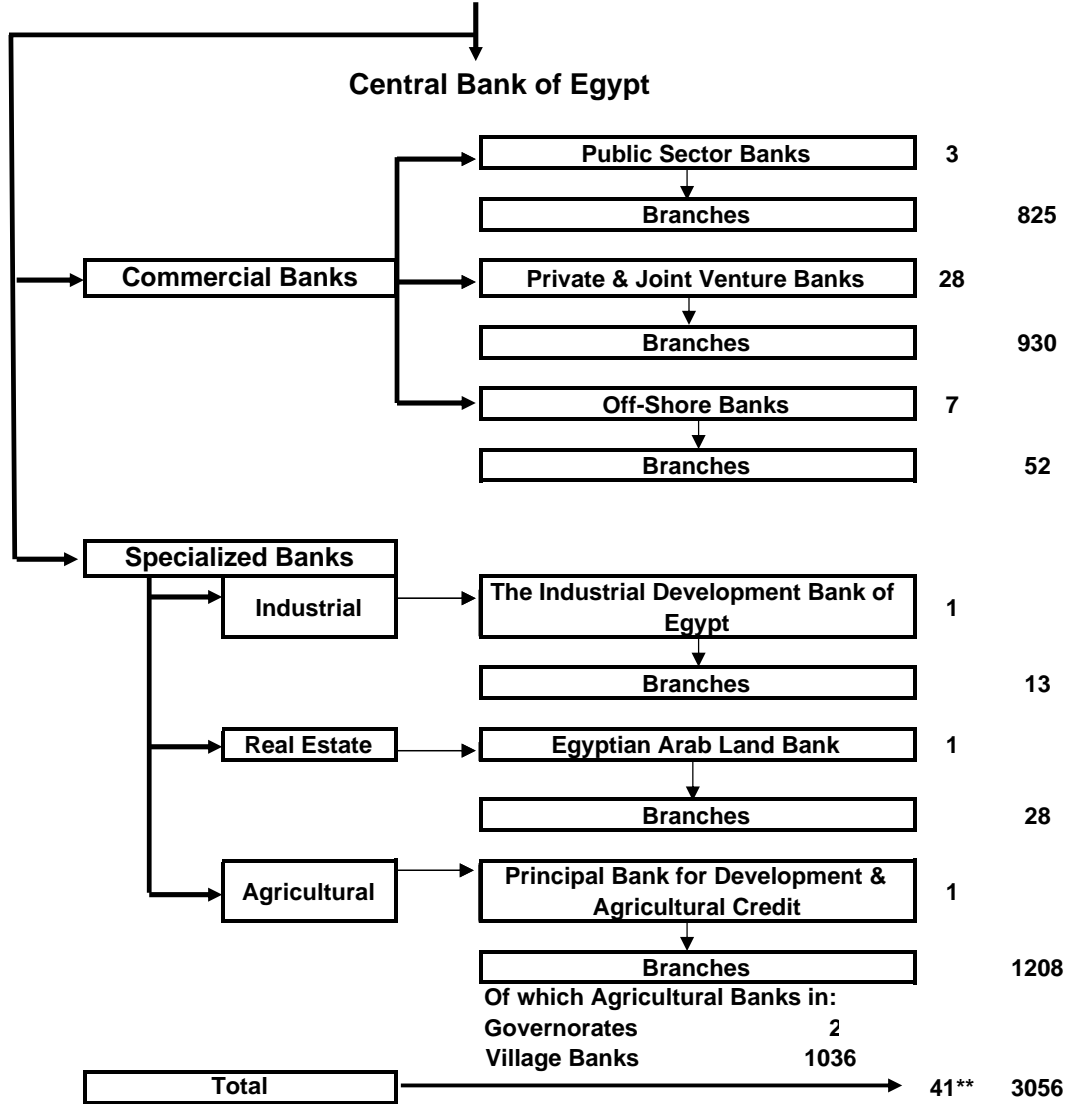 Central Bank of Egypt
Public Sector Banks 3
Branches 825
Commercial Banks Private & Joint Venture Banks 28
Branches 930
Off-Shore Banks 7
Branches 52
Specialized Banks
Industrial The Industrial Development Bank of
Egypt 1
Branches 13
Real Estate Egyptian Arab Land Bank 1
Branches 28
Agricultural Principal Bank for Development &
Agricultural Credit 1
Branches 1208
Of which Agricultural Banks in:
Governorates 2
Village Banks 1036
Total 41** 3056